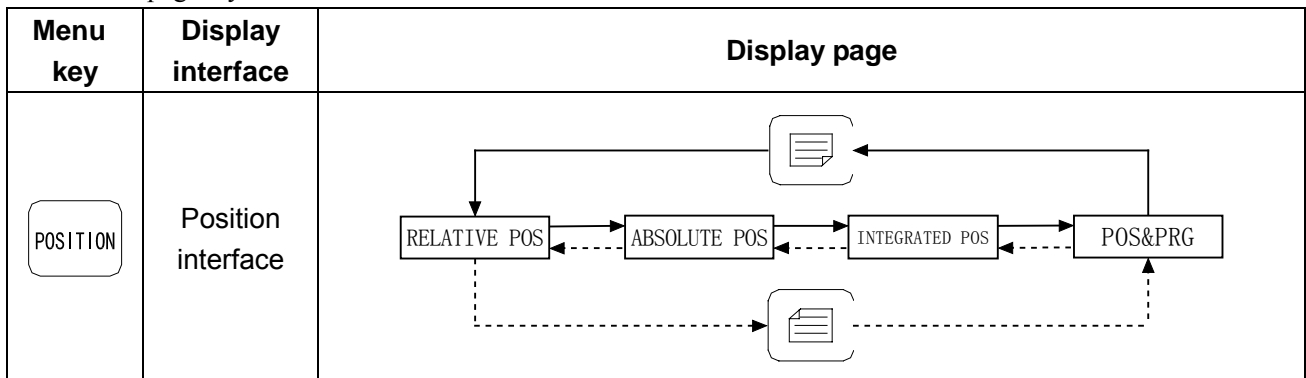 Menu key
Display interface
Display page
POSITION
Position interface
RELATIVE POS
ABSOLUTE POS
INTEGRATED POS
POS&PRG